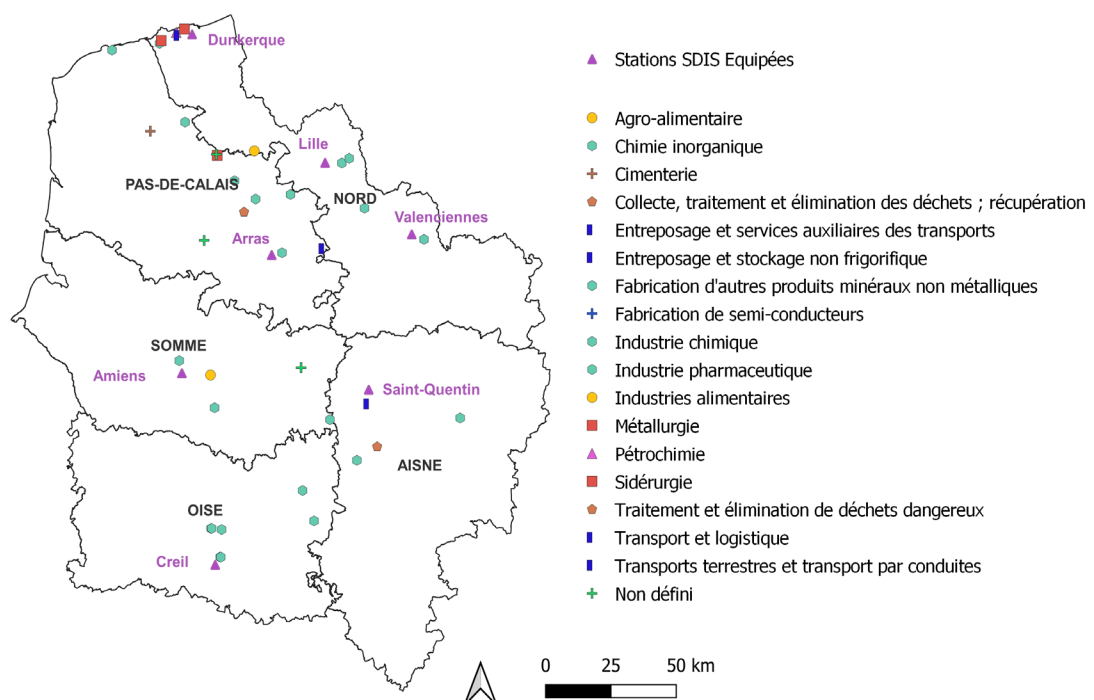 Dunkerque
Lille
PAS-DE-CALAIS
NORD
Valenciennes
Arras
SOMME
Amiens
Saint-Quentin
AISNE
OISE
Creil
Stations SDIS Equipées
Agro-alimentaire
Chimie inorganique
Cimenterie
Collecte, traitement et élimination des déchets ; récupération
Entreposage et services auxiliaires des transports
Entreposage et stockage non frigorifique
Fabrication d'autres produits minéraux non métalliques
Fabrication de semi-conducteurs
Industrie chimique
Industrie pharmaceutique
Industries alimentaires
Métallurgie
Pétrochimie
Sidérurgie
Traitement et élimination de déchets dangereux
Transport et logistique
Transports terrestres et transport par conduites
Non défini
0 25 50 km